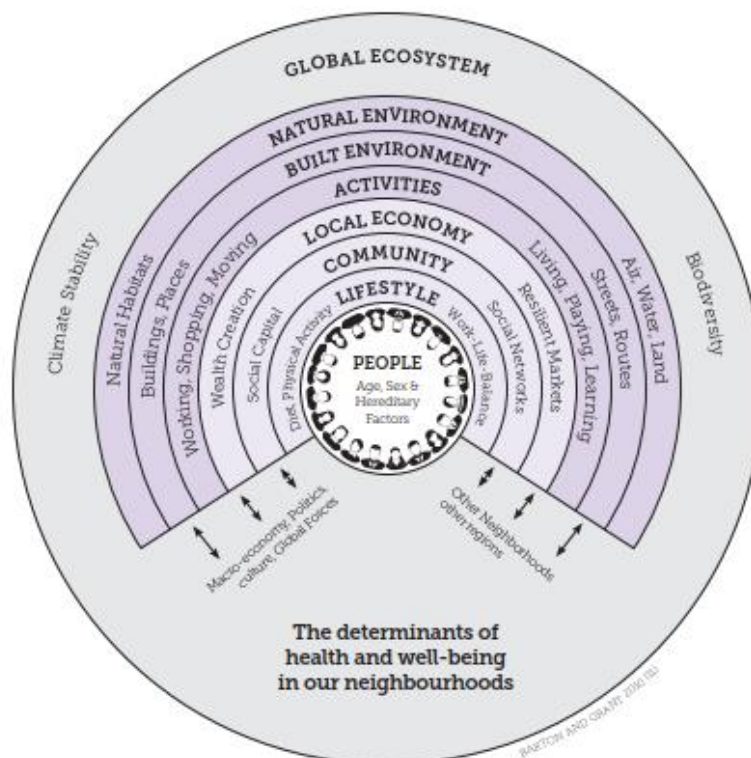 GLOBAL ECOSYSTEM
NATURAL ENVIRONMENT
BUILT ENVIRONMENT
ACTIVITIES
LOCAL ECONOMY
COMMUNITY
LIFESTYLE
PEOPLE
Age, Sex &
Hereditary
Factors
Climate Stability
Natural Habitats
Buildings, Places
Working, Shopping, Moving
Wealth Creation
Social Capital
Diet, Physical Activity
Work-Life-Balance
Social Networks
Resilient Markets
Living, Playing, Learning
Streets, Routes
Air, Water, Land
Biodiversity
Macro-economy, Politics,
culture, Global Forces
Other Neighborhoods
other regions
The determinants of
health and well-being
in our neighbourhoods
BARTON AND GRANT 2010